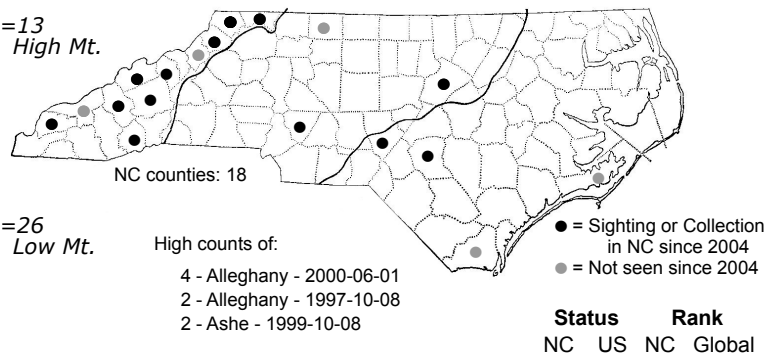 =13
High Mt.
NC counties: 18
=26
Low Mt.
High counts of:
4 - Alleghany - 2000-06-01
2 - Alleghany - 1997-10-08
2 - Ashe - 1999-10-08
= Sighting or Collection
in NC since 2004
= Not seen since 2004
Status Rank
NC US NC Global